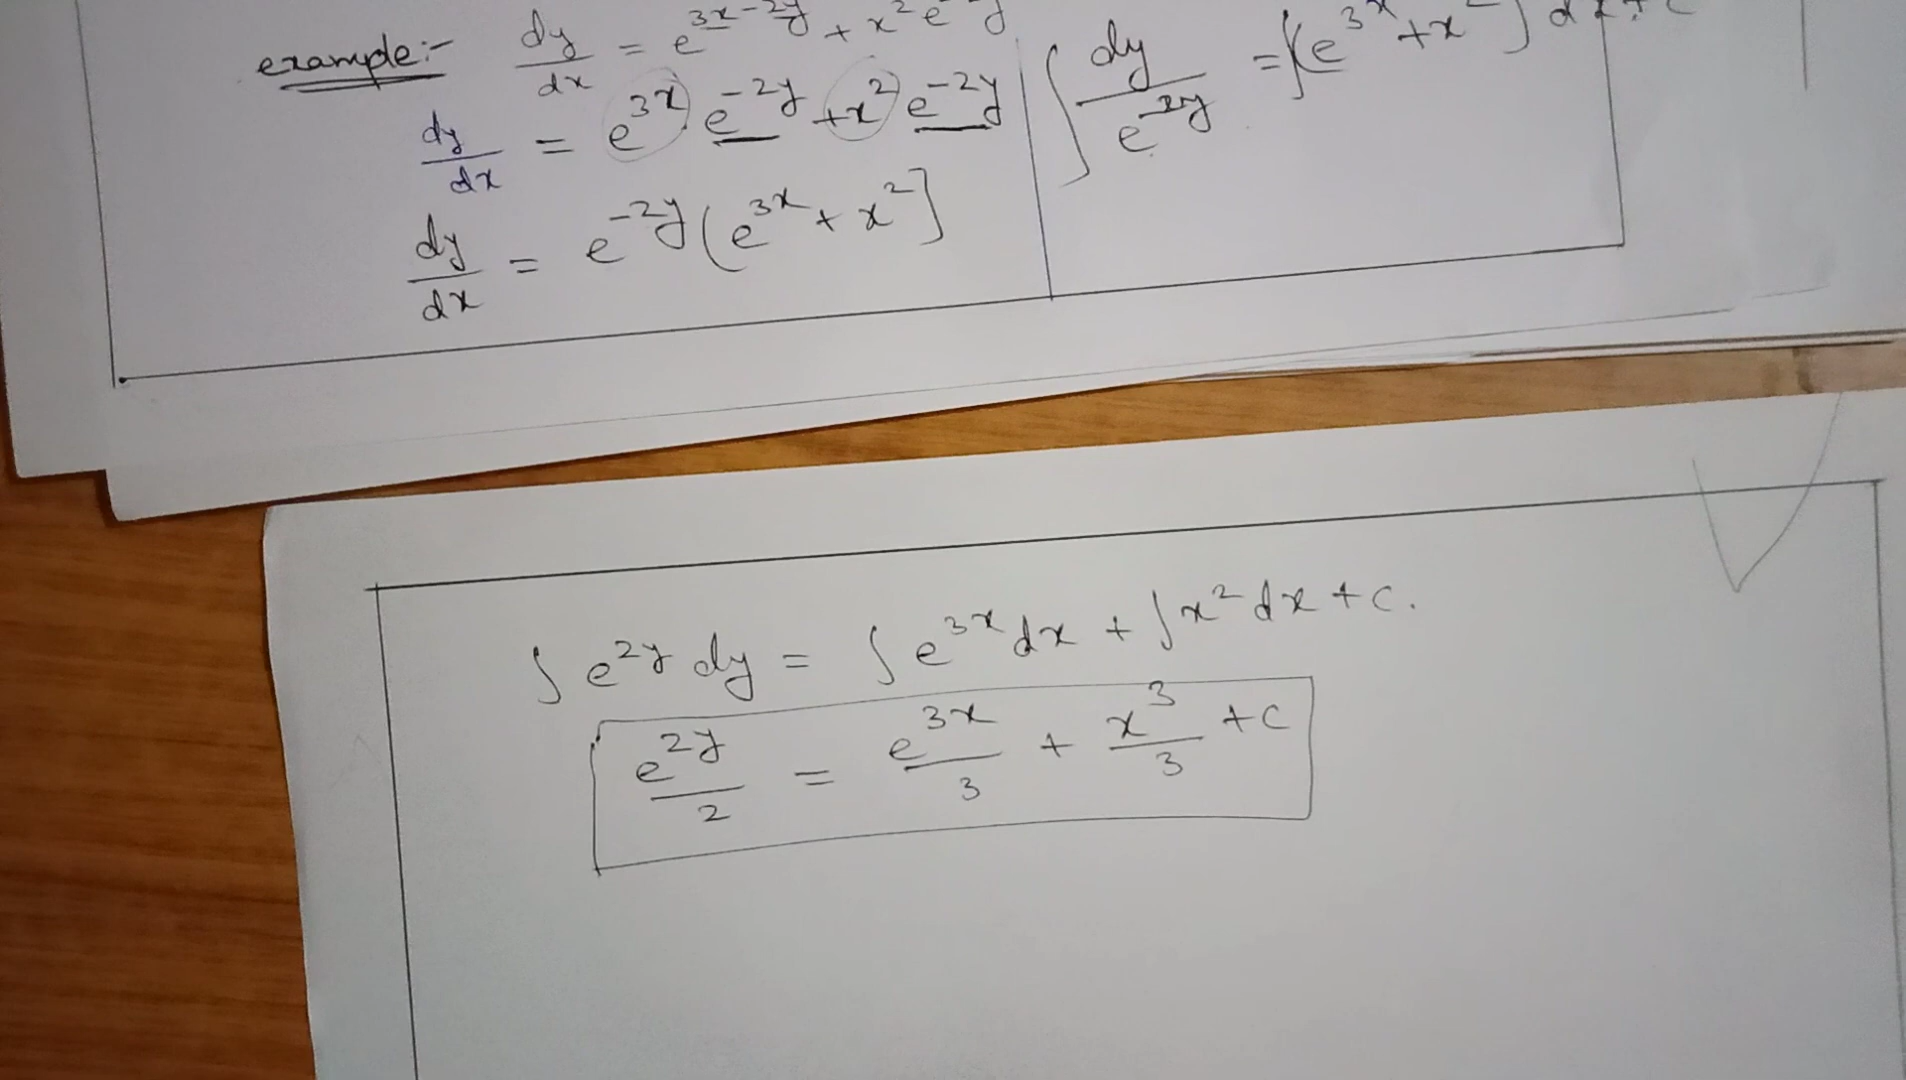 example:- dy/dx = e^{3x-2y} + x^2 e^{-2y}
dy/dx = e^{3x} . e^{-2y} + x^2 e^{-2y}
dy/dx = e^{-2y} (e^{3x} + x^2]
∫ dy/e^{-2y} = ∫(e^{3x} + x^2) dx + c
∫ e^{2y} dy = ∫ e^{3x} dx + ∫ x^2 dx + c.
e^{2y}/2 = e^{3x}/3 + x^3/3 + c